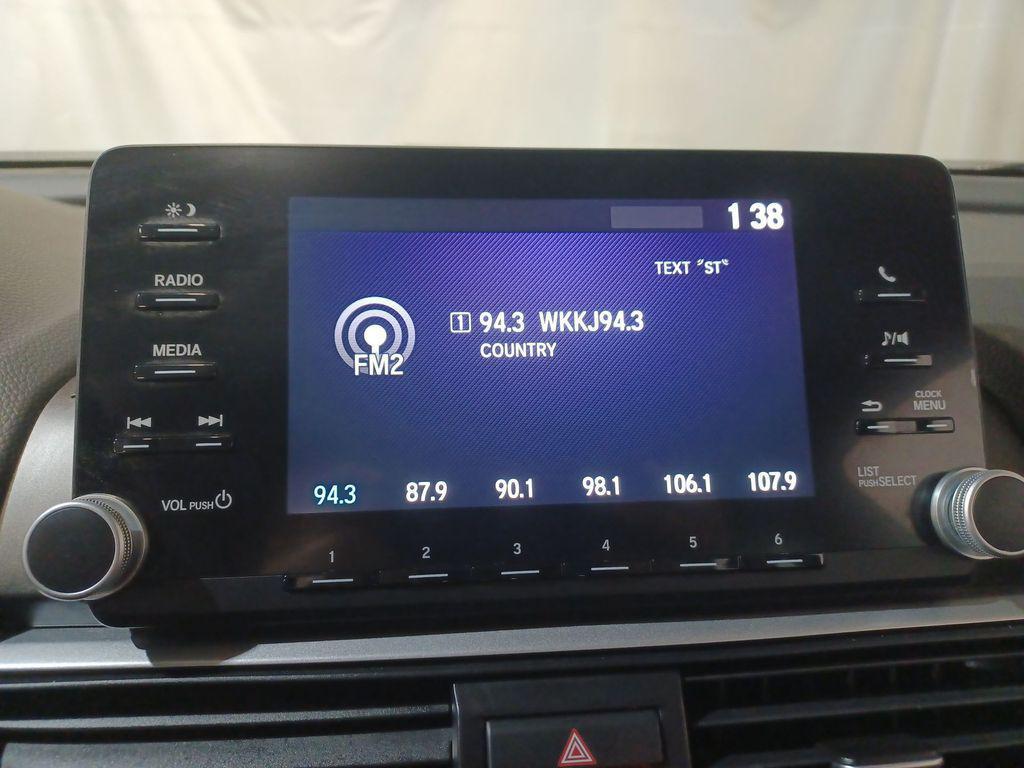 1 38
TEXT "ST"
1 94.3 WKKJ94.3
COUNTRY
FM2
94.3 87.9 90.1 98.1 106.1 107.9
RADIO
MEDIA
VOL PUSH
CLOCK
MENU
LIST
PUSH SELECT
1 2 3 4 5 6